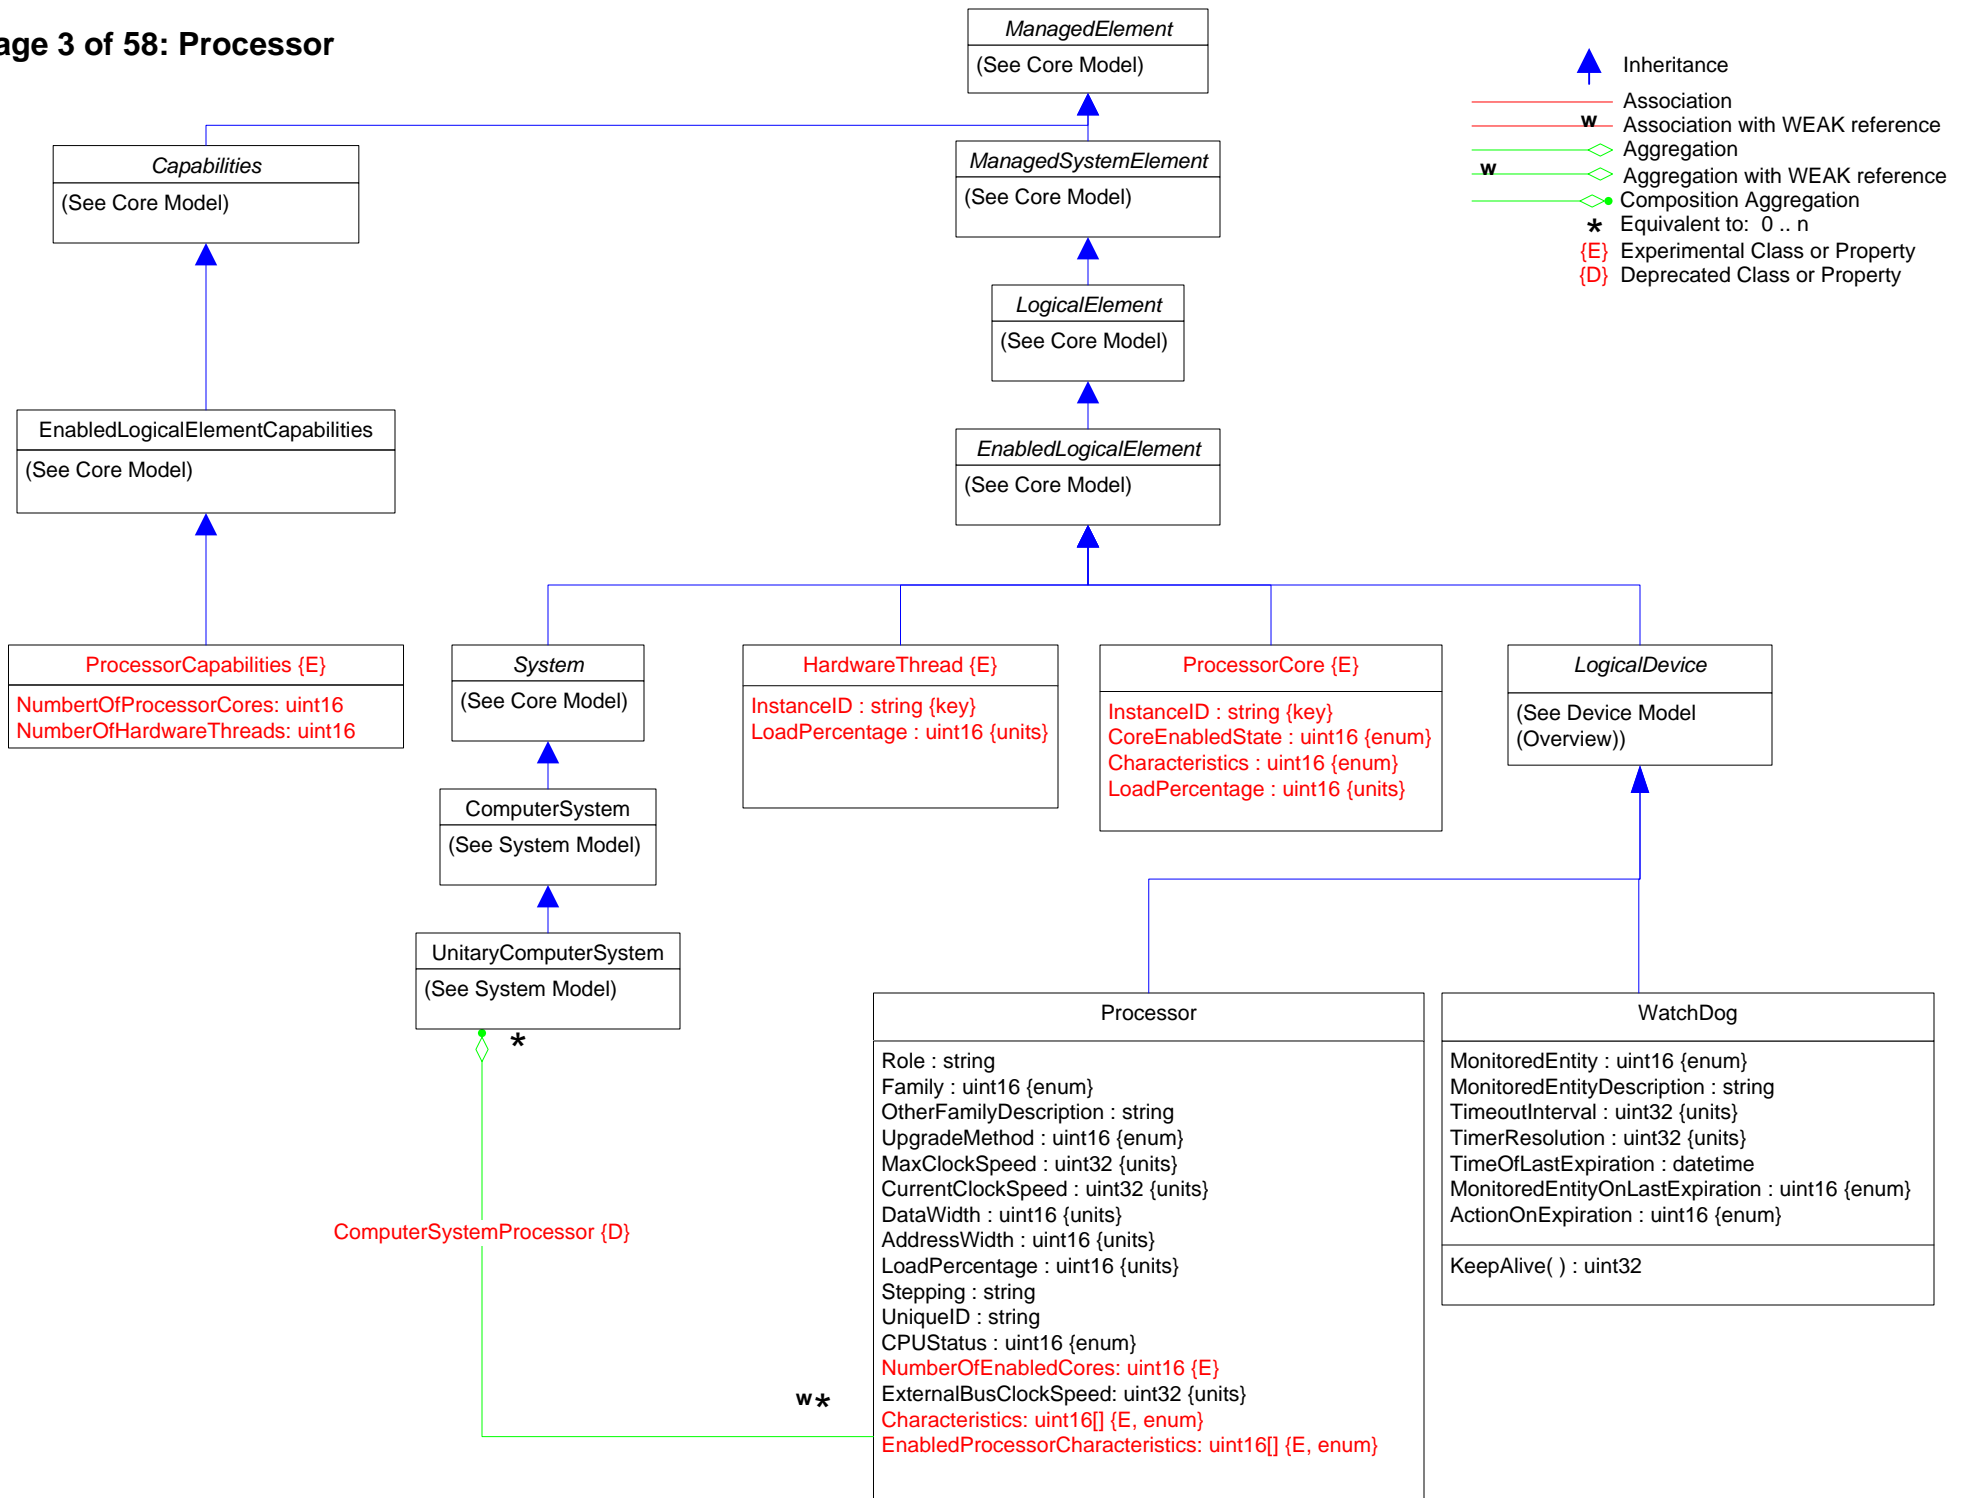 age 3 of 58: Processor
ManagedElement
(See Core Model)
Inheritance
Association
w Association with WEAK reference
Aggregation
w Aggregation with WEAK reference
Composition Aggregation
* Equivalent to: 0 .. n
{E} Experimental Class or Property
{D} Deprecated Class or Property
Capabilities
(See Core Model)
ManagedSystemElement
(See Core Model)
LogicalElement
(See Core Model)
EnabledLogicalElementCapabilities
(See Core Model)
EnabledLogicalElement
(See Core Model)
ProcessorCapabilities {E}
NumbertOfProcessorCores: uint16
NumberOfHardwareThreads: uint16
System
(See Core Model)
HardwareThread {E}
InstanceID : string {key}
LoadPercentage : uint16 {units}
ProcessorCore {E}
InstanceID : string {key}
CoreEnabledState : uint16 {enum}
Characteristics : uint16 {enum}
LoadPercentage : uint16 {units}
LogicalDevice
(See Device Model
(Overview))
ComputerSystem
(See System Model)
UnitaryComputerSystem
(See System Model)
*
ComputerSystemProcessor {D}
w*
Processor
Role : string
Family : uint16 {enum}
OtherFamilyDescription : string
UpgradeMethod : uint16 {enum}
MaxClockSpeed : uint32 {units}
CurrentClockSpeed : uint32 {units}
DataWidth : uint16 {units}
AddressWidth : uint16 {units}
LoadPercentage : uint16 {units}
Stepping : string
UniqueID : string
CPUStatus : uint16 {enum}
NumberOfEnabledCores: uint16 {E}
ExternalBusClockSpeed: uint32 {units}
Characteristics: uint16[] {E, enum}
EnabledProcessorCharacteristics: uint16[] {E, enum}
WatchDog
MonitoredEntity : uint16 {enum}
MonitoredEntityDescription : string
TimeoutInterval : uint32 {units}
TimerResolution : uint32 {units}
TimeOfLastExpiration : datetime
MonitoredEntityOnLastExpiration : uint16 {enum}
ActionOnExpiration : uint16 {enum}
KeepAlive( ) : uint32